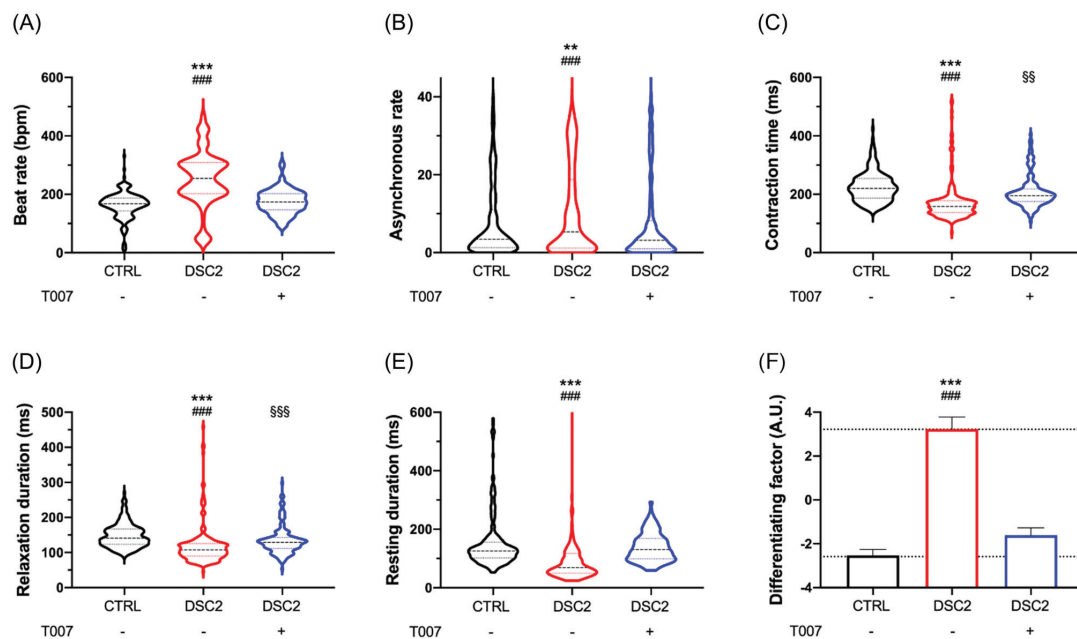 (A)
***
###
600
400
200
0
Beat rate (bpm)
CTRL DSC2 DSC2
T007 - - +
(B)
**
###
40
20
0
Asynchronous rate
CTRL DSC2 DSC2
T007 - - +
(C)
***
###
§§
600
400
200
0
Contraction time (ms)
CTRL DSC2 DSC2
T007 - - +
(D)
***
###
§§§
500
400
300
200
100
0
Relaxation duration (ms)
CTRL DSC2 DSC2
T007 - - +
(E)
***
###
600
400
200
0
Resting duration (ms)
CTRL DSC2 DSC2
T007 - - +
(F)
***
###
4
2
0
-2
-4
Differentiating factor (A.U.)
CTRL DSC2 DSC2
T007 - - +